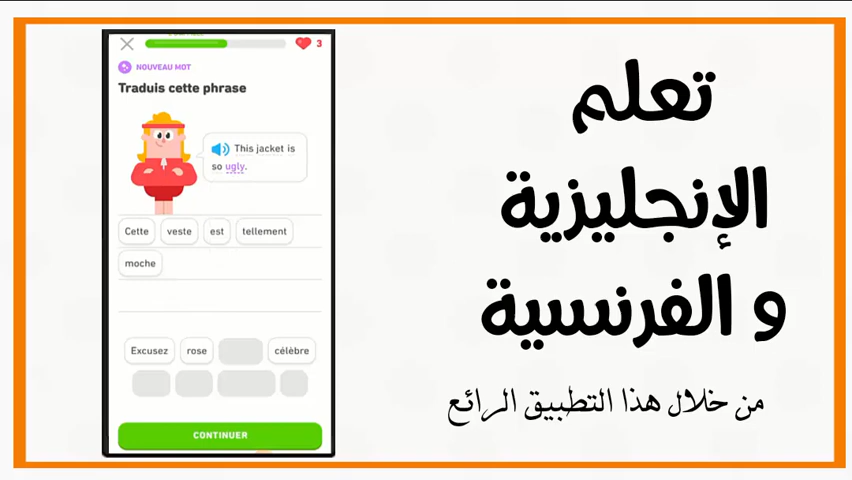 3
NOUVEAU MOT
Traduis cette phrase
This jacket is
so ugly.
Cette veste est tellement
moche
Excusez rose célèbre
CONTINUER
تعلم
الإنجليزية
و الفرنسية
من خلال هذا التطبيق الرائع